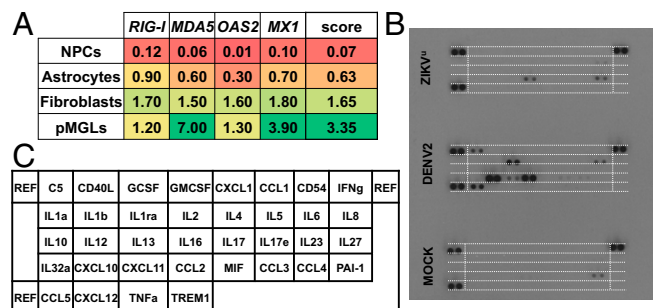 A
RIG-I MDA5 OAS2 MX1 score
NPCs 0.12 0.06 0.01 0.10 0.07
Astrocytes 0.90 0.60 0.30 0.70 0.63
Fibroblasts 1.70 1.50 1.60 1.80 1.65
pMGLs 1.20 7.00 1.30 3.90 3.35
B
ZIKVᵘ
DENV2
MOCK
C
REF C5 CD40L GCSF GMCSF CXCL1 CCL1 CD54 IFNg REF
IL1a IL1b IL1ra IL2 IL4 IL5 IL6 IL8
IL10 IL12 IL13 IL16 IL17 IL17e IL23 IL27
IL32a CXCL10 CXCL11 CCL2 MIF CCL3 CCL4 PAI-1
REF CCL5 CXCL12 TNFa TREM1